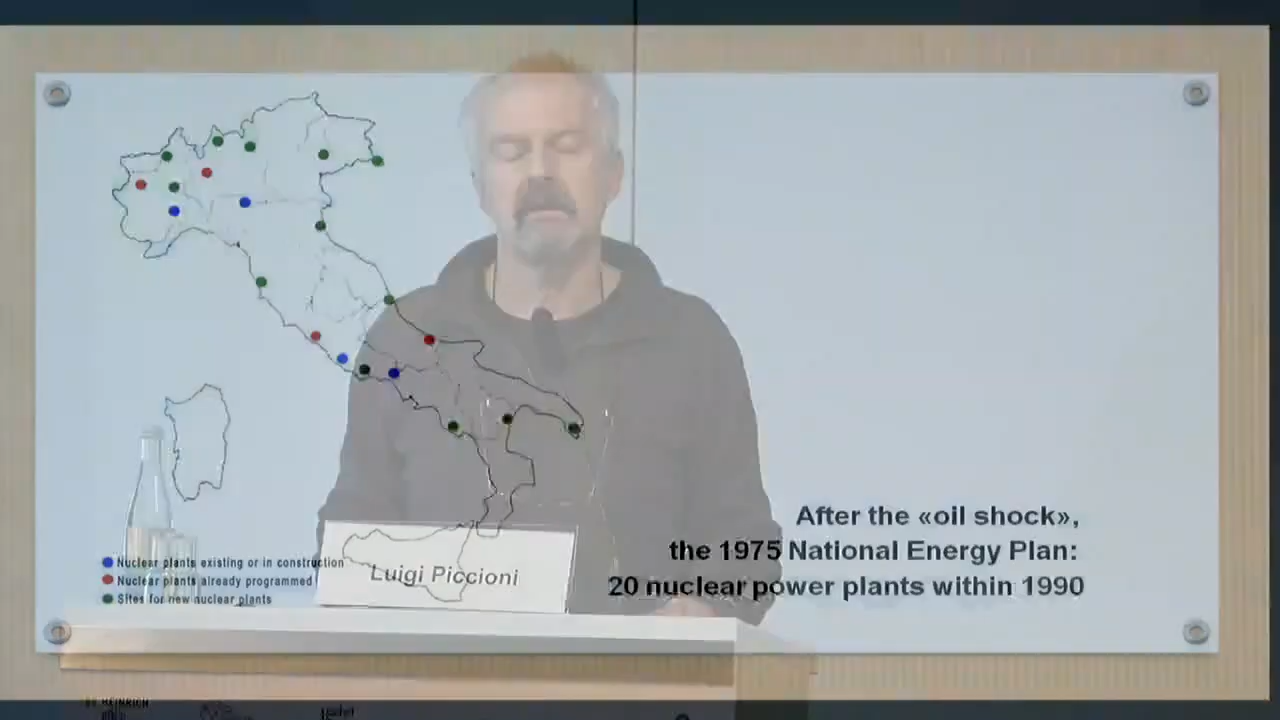 After the «oil shock»,
the 1975 National Energy Plan:
20 nuclear power plants within 1990
Nuclear plants existing or in construction
Nuclear plants already programmed
Sites for new nuclear plants
Luigi Piccioni
HEINRICH